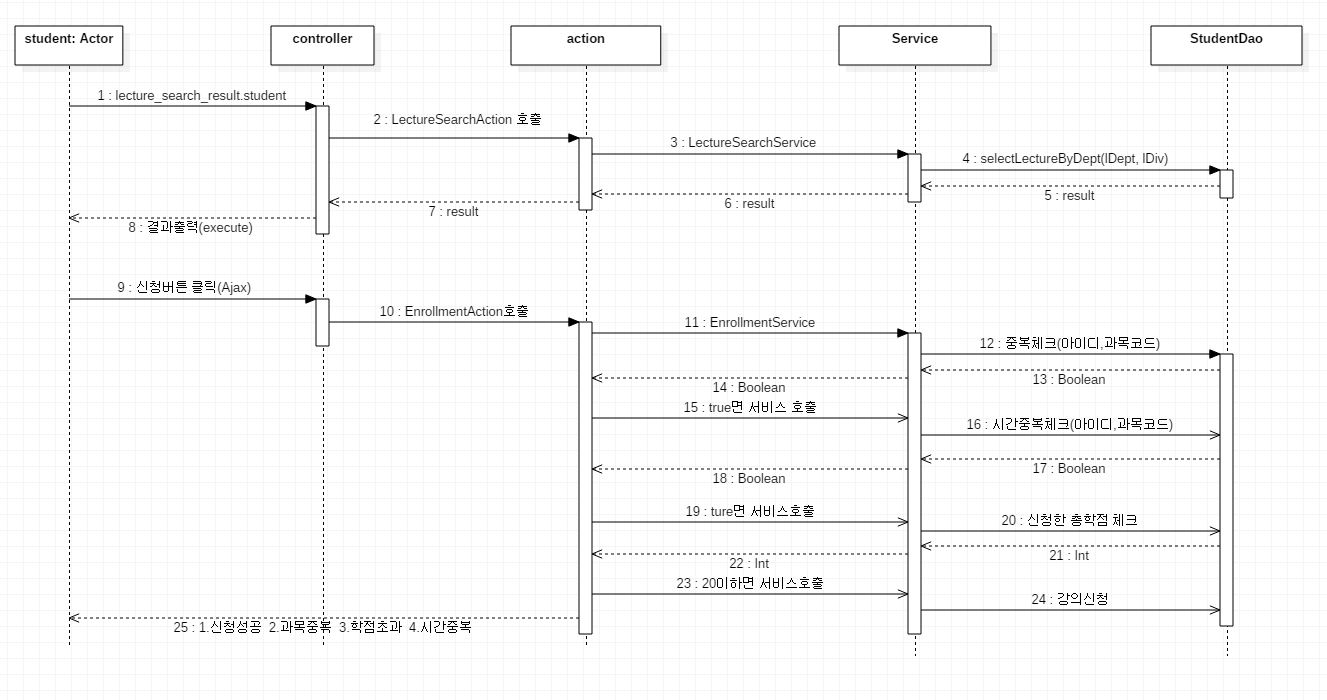 student: Actor
controller
action
Service
StudentDao
1 : lecture_search_result.student
2 : LectureSearchAction 호출
3 : LectureSearchService
4 : selectLectureByDept(lDept, lDiv)
5 : result
6 : result
7 : result
8 : 결과출력(execute)
9 : 신청버튼 클릭(Ajax)
10 : EnrollmentAction호출
11 : EnrollmentService
12 : 중복체크(아이디,과목코드)
13 : Boolean
14 : Boolean
15 : true면 서비스 호출
16 : 시간중복체크(아이디,과목코드)
17 : Boolean
18 : Boolean
19 : ture면 서비스호출
20 : 신청한 총학점 체크
21 : Int
22 : Int
23 : 20이하면 서비스호출
24 : 강의신청
25 : 1.신청성공 2.과목중복 3.학점초과 4.시간중복